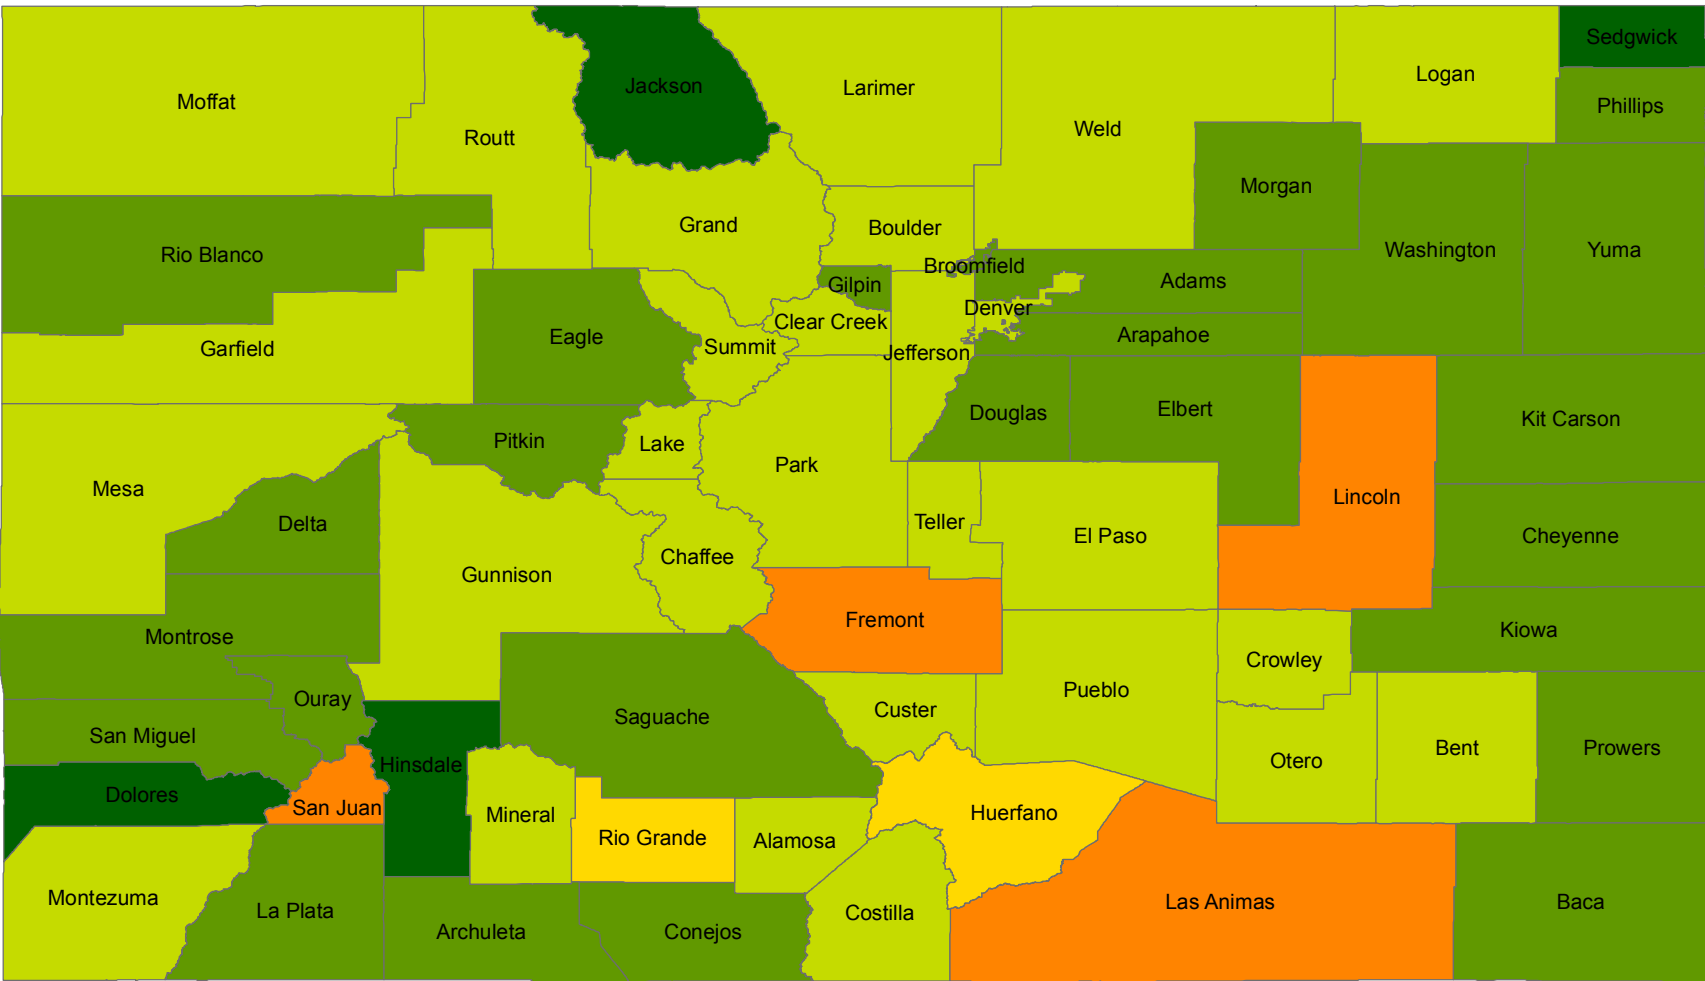 Sedgwick
Logan
Jackson
Larimer
Moffat
Phillips
Weld
Routt
Morgan
Grand
Boulder
Washington
Yuma
Rio Blanco
Broomfield
Adams
Gilpin
Denver
Clear Creek
Arapahoe
Eagle
Summit
Garfield
Jefferson
Elbert
Douglas
Kit Carson
Pitkin
Lake
Park
Mesa
Lincoln
Delta
Teller
El Paso
Cheyenne
Chaffee
Gunnison
Fremont
Kiowa
Montrose
Crowley
Pueblo
Ouray
Custer
Saguache
San Miguel
Bent
Prowers
Otero
Hinsdale
Dolores
San Juan
Huerfano
Mineral
Rio Grande
Alamosa
Montezuma
Las Animas
Baca
La Plata
Costilla
Archuleta
Conejos